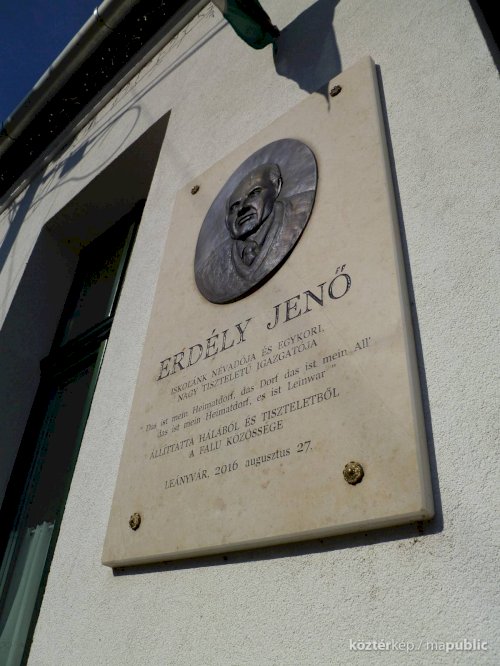 ERDÉLY JENŐ
ISKOLÁNK NÉVADÓJA ÉS EGYKORI,
NAGY TISZTELETŰ IGAZGATÓJA
"Das ist mein Heimatdorf, das Dorf das ist mein All'
das ist mein Heimatdorf, es ist Leinwar"
ÁLLÍTTATTA HÁLÁBÓL ÉS TISZTELETBŐL
A FALU KÖZÖSSÉGE
LEÁNYVÁR, 2016 augusztus 27.
köztérkep./mapublic